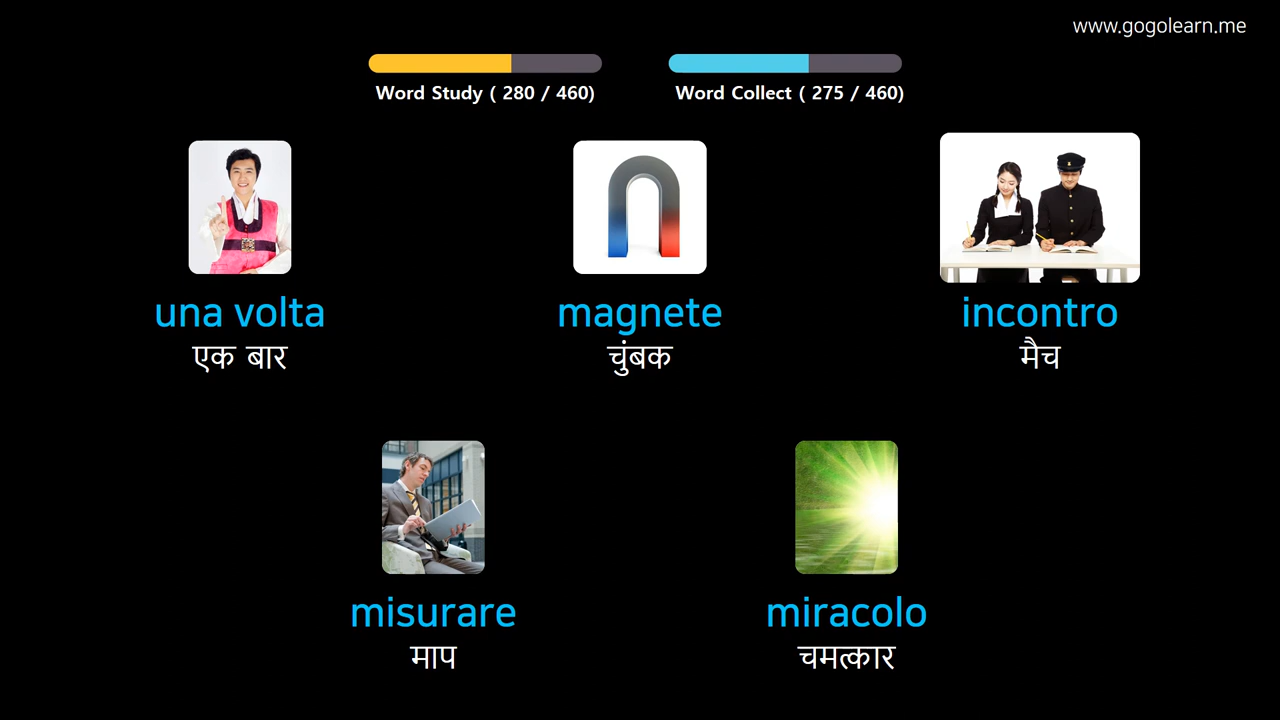 www.gogolearn.me
Word Study ( 280 / 460)
Word Collect ( 275 / 460)
una volta
एक बार
magnete
चुंबक
incontro
मैच
misurare
माप
miracolo
चमत्कार